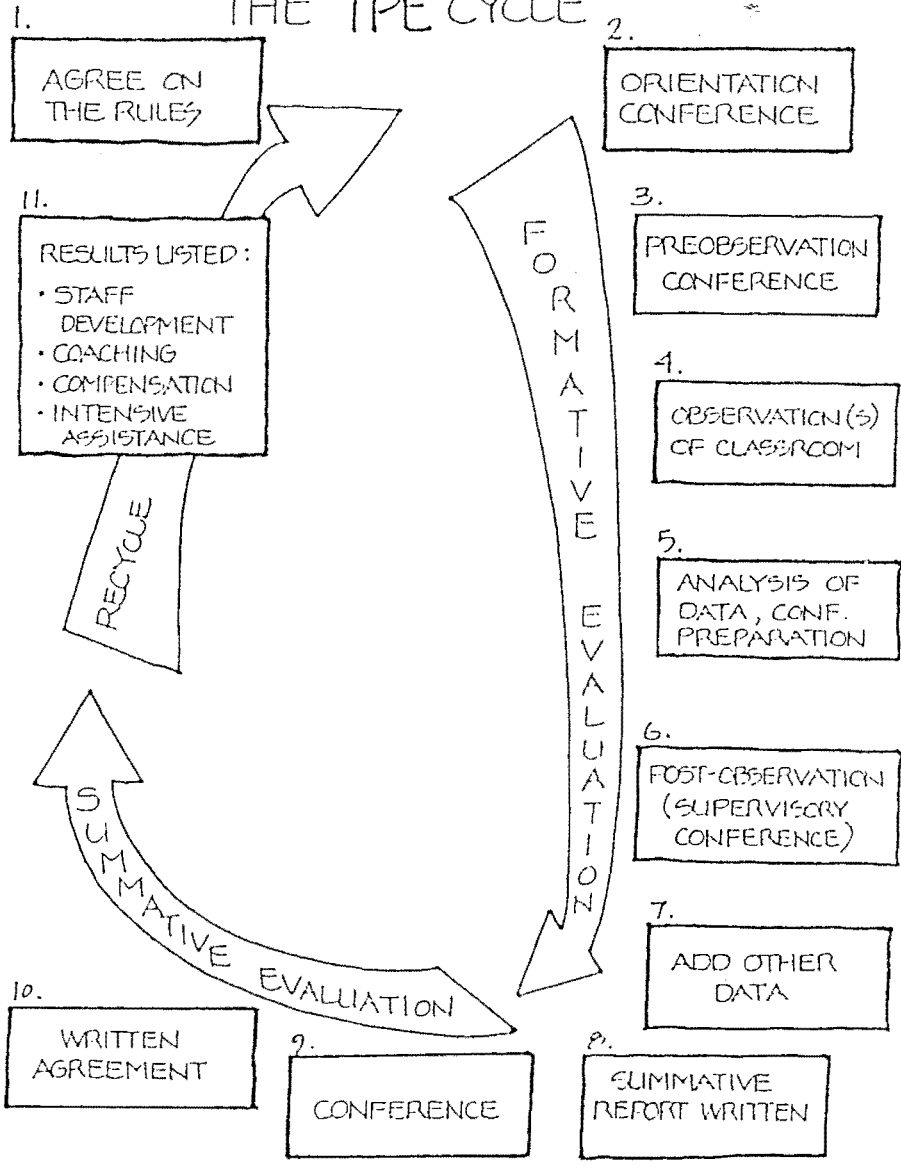 THE TPE CYCLE
1.
AGREE ON
THE RULES
2.
ORIENTATION
CONFERENCE
3.
PREOBSERVATION
CONFERENCE
4.
OBSERVATION(S)
OF CLASSROOM
5.
ANALYSIS OF
DATA, CONF.
PREPARATION
6.
POST-OBSERVATION
(SUPERVISORY
CONFERENCE)
7.
ADD OTHER
DATA
8.
SUMMATIVE
REPORT WRITTEN
9.
CONFERENCE
10.
WRITTEN
AGREEMENT
11.
RESULTS LISTED:
• STAFF
DEVELOPMENT
• COACHING
• COMPENSATION
• INTENSIVE
ASSISTANCE
FORMATIVE EVALUATION
SUMMATIVE EVALUATION
RECYCLE